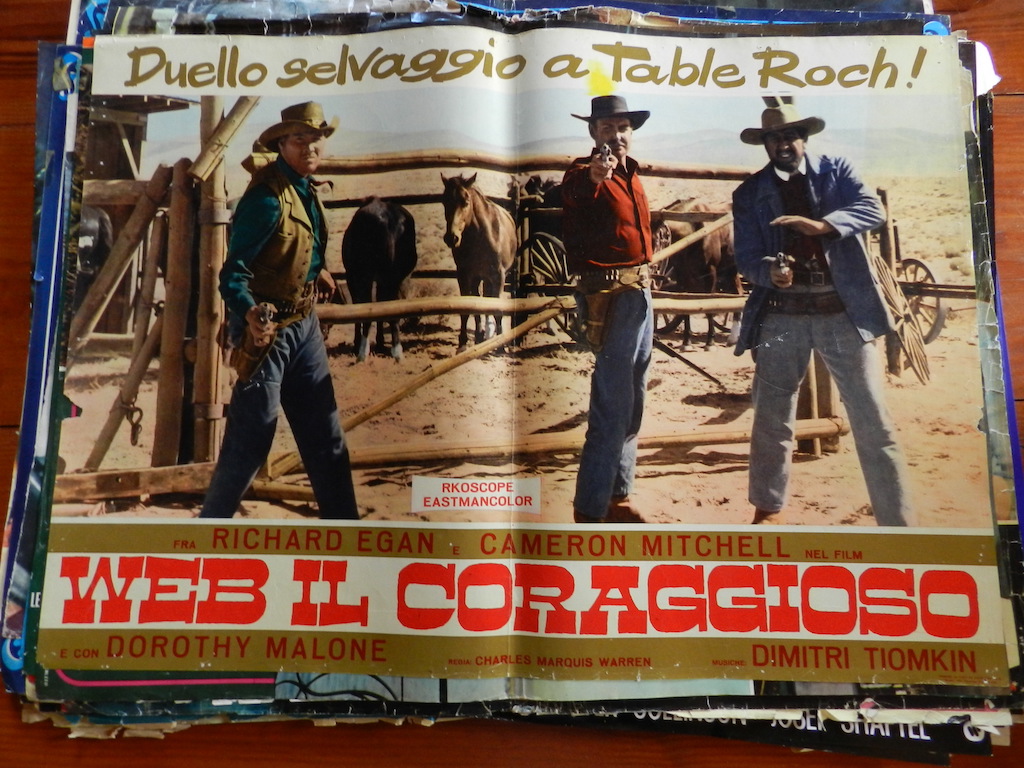 Duello selvaggio a Table Roch!
RKOSCOPE
EASTMANCOLOR
FRA RICHARD EGAN E CAMERON MITCHELL NEL FILM
WEB IL CORAGGIOSO
E CON DOROTHY MALONE
REGIA: CHARLES MARQUIS WARREN
MUSICHE: DIMITRI TIOMKIN
LE